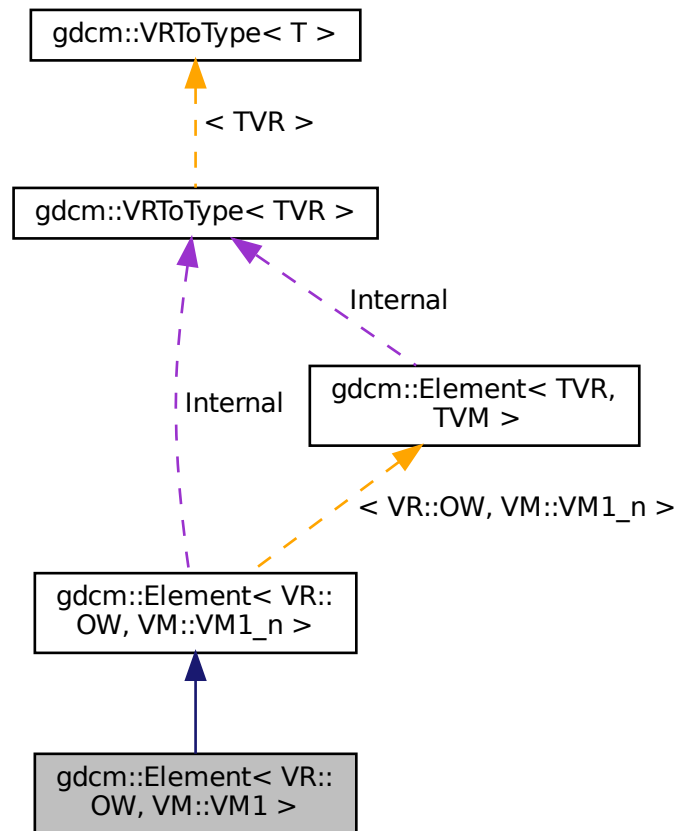 gdcm::VRToType< T >
< TVR >
gdcm::VRToType< TVR >
Internal
Internal
gdcm::Element< TVR,
TVM >
< VR::OW, VM::VM1_n >
gdcm::Element< VR::
OW, VM::VM1_n >
gdcm::Element< VR::
OW, VM::VM1 >